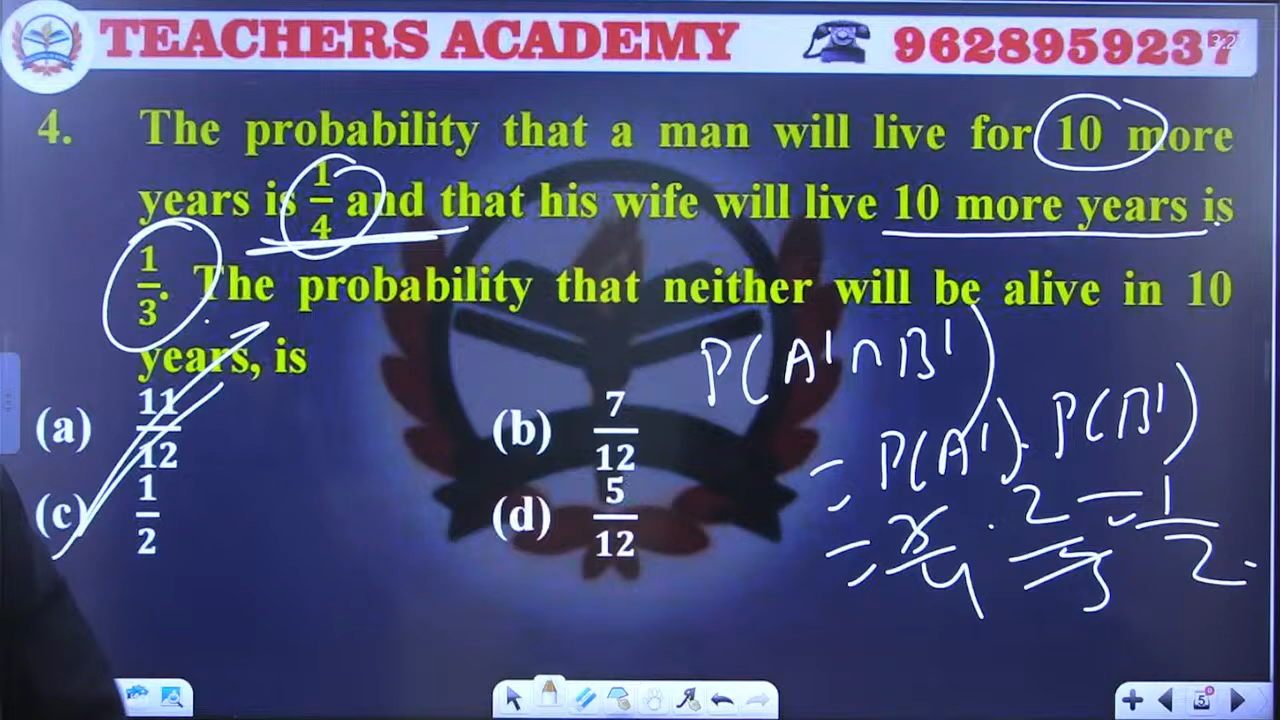 TEACHERS ACADEMY 9628959237
4. The probability that a man will live for 10 more
years is 1/4 and that his wife will live 10 more years is
1/3. The probability that neither will be alive in 10
years, is
(a) 11/12 (b) 7/12
(c) 1/2 (d) 5/12
P(A' ∩ B')
= P(A') . P(B')
= 3/4 . 2/3 = 1/2
5